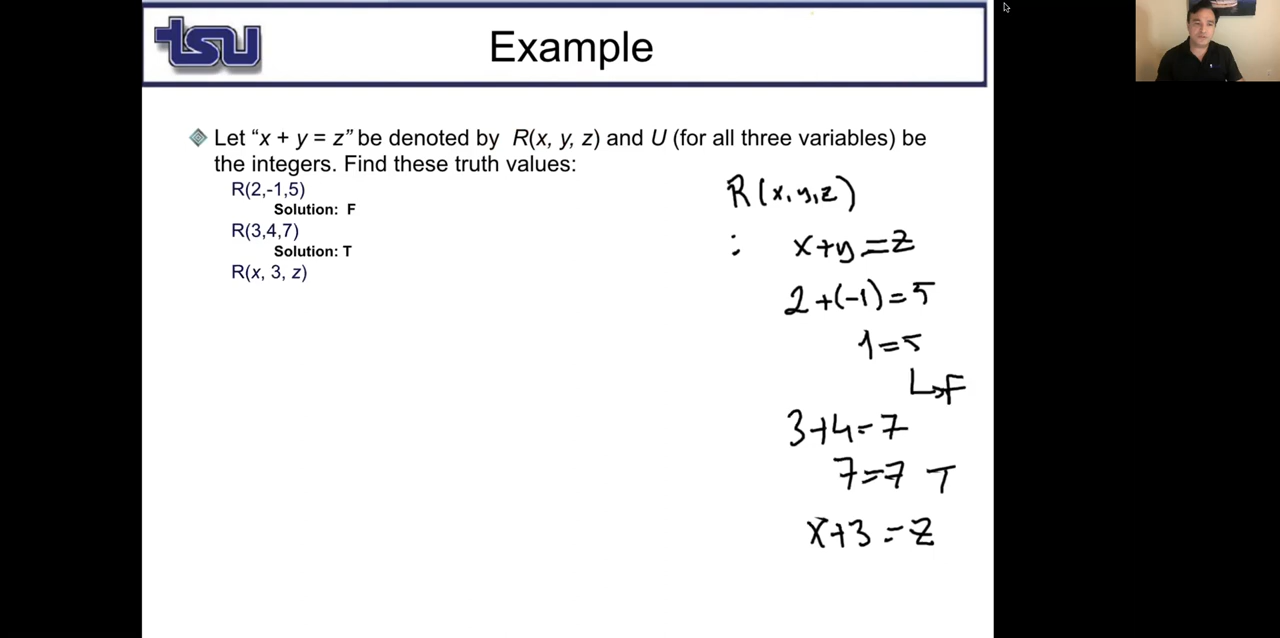 tsu
Example
Let “x + y = z” be denoted by R(x, y, z) and U (for all three variables) be
the integers. Find these truth values:
R(2,-1,5)
Solution: F
R(3,4,7)
Solution: T
R(x, 3, z)
R(x,y,z)
: x+y=z
2+(-1)=5
1=5
↳F
3+4=7
7=7 T
x+3=z